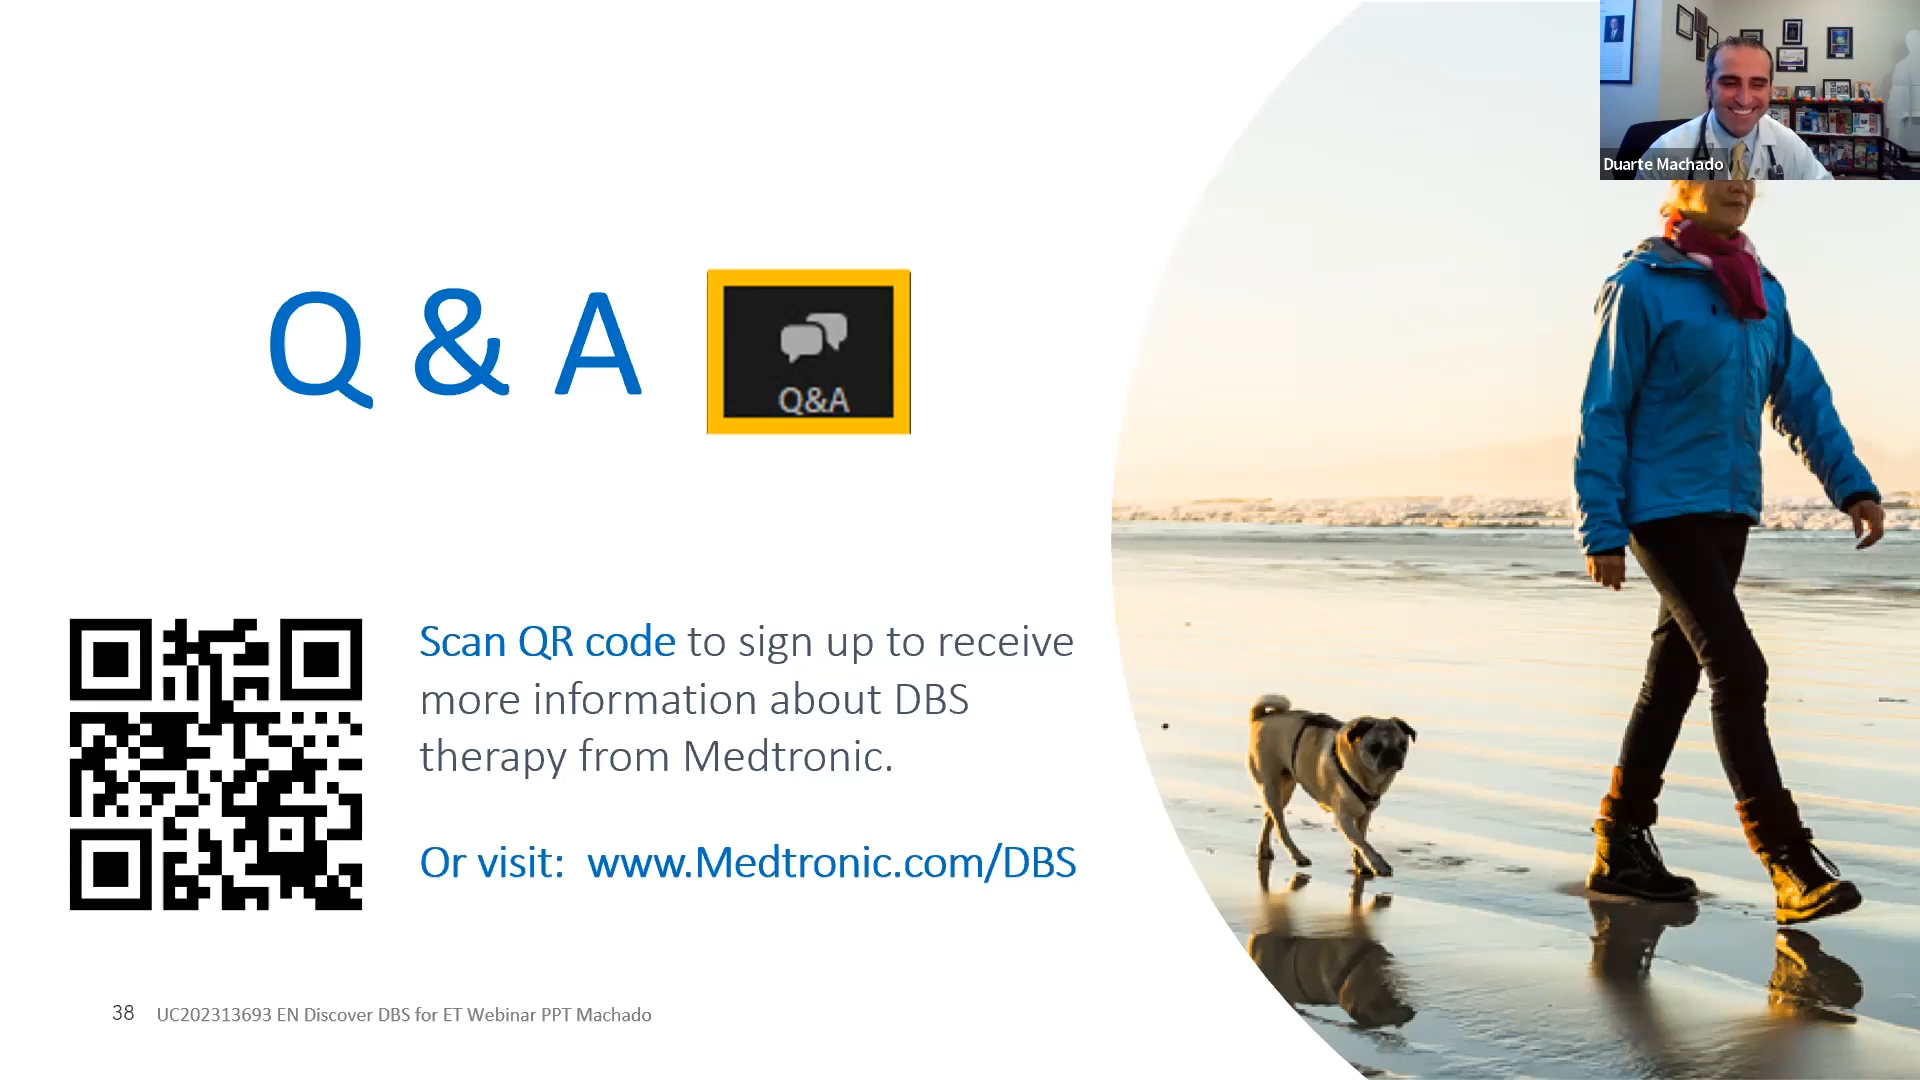 Duarte Machado
Q & A
Q&A
Scan QR code to sign up to receive
more information about DBS
therapy from Medtronic.
Or visit: www.Medtronic.com/DBS
38 UC202313693 EN Discover DBS for ET Webinar PPT Machado